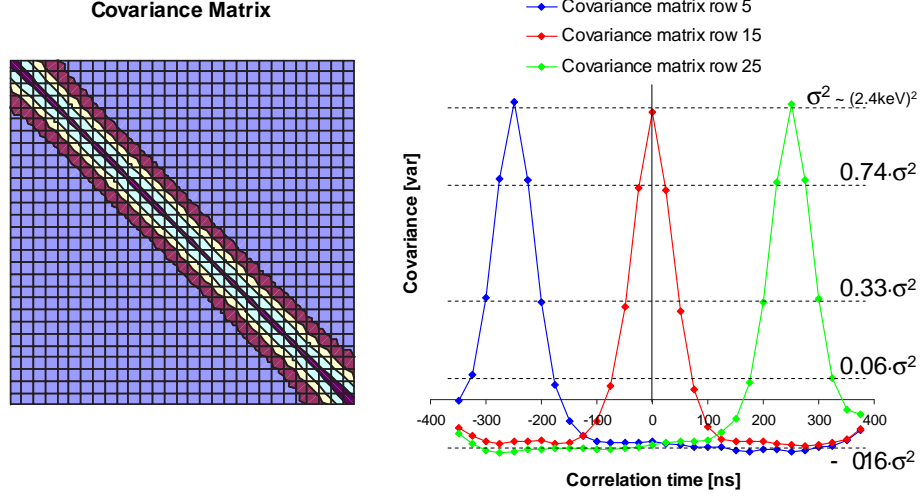 Covariance Matrix
Covariance matrix row 5
Covariance matrix row 15
Covariance matrix row 25
σ² ~ (2.4keV)²
0.74·σ²
0.33·σ²
0.06·σ²
- 016·σ²
Covariance [var]
-400 -300 -200 -100 0 100 200 300 400
Correlation time [ns]